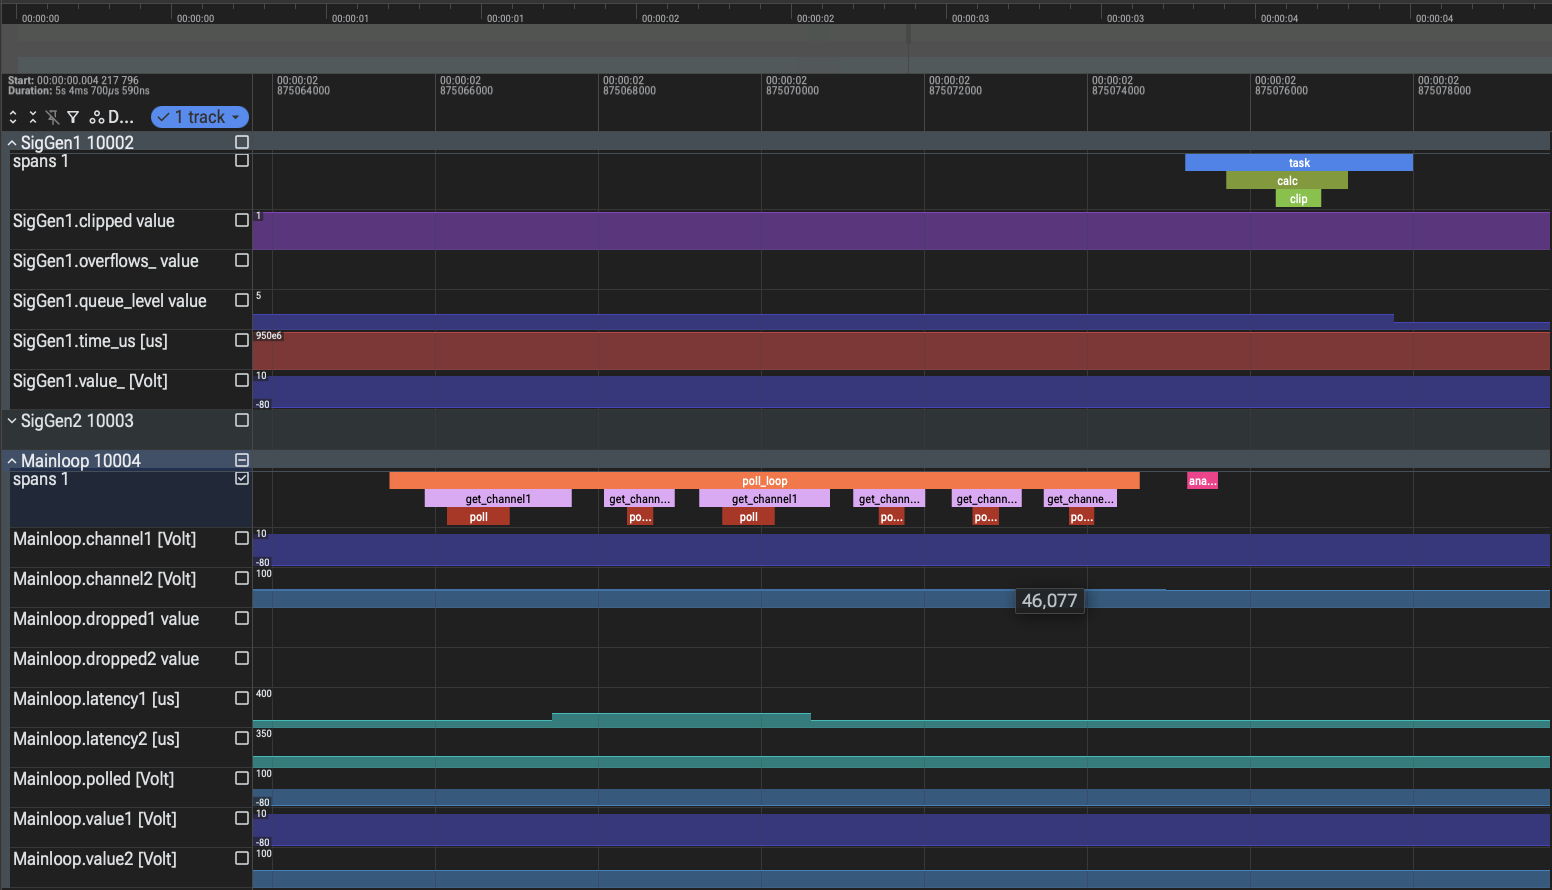 00:00:00 00:00:00 00:00:01 00:00:01 00:00:02 00:00:02 00:00:03 00:00:03 00:00:04 00:00:04
Start: 00:00:00.004 217 796
Duration: 5s 4ms 700µs 590ns
00:00:02 00:00:02 00:00:02 00:00:02 00:00:02 00:00:02 00:00:02 00:00:02
875064000 875066000 875068000 875070000 875072000 875074000 875076000 875078000
D... 1 track
SigGen1 10002
spans 1
task
calc
clip
SigGen1.clipped value
1
SigGen1.overflows_ value
SigGen1.queue_level value
5
SigGen1.time_us [us]
950e6
SigGen1.value_ [Volt]
10
-80
SigGen2 10003
Mainloop 10004
spans 1
poll_loop ana...
get_channel1 get_chann... get_channel1 get_chann... get_chann... get_channe...
poll po... poll po... po... po...
Mainloop.channel1 [Volt]
10
-80
Mainloop.channel2 [Volt]
100
46,077
Mainloop.dropped1 value
Mainloop.dropped2 value
Mainloop.latency1 [us]
400
Mainloop.latency2 [us]
350
Mainloop.polled [Volt]
100
-80
Mainloop.value1 [Volt]
10
-80
Mainloop.value2 [Volt]
100